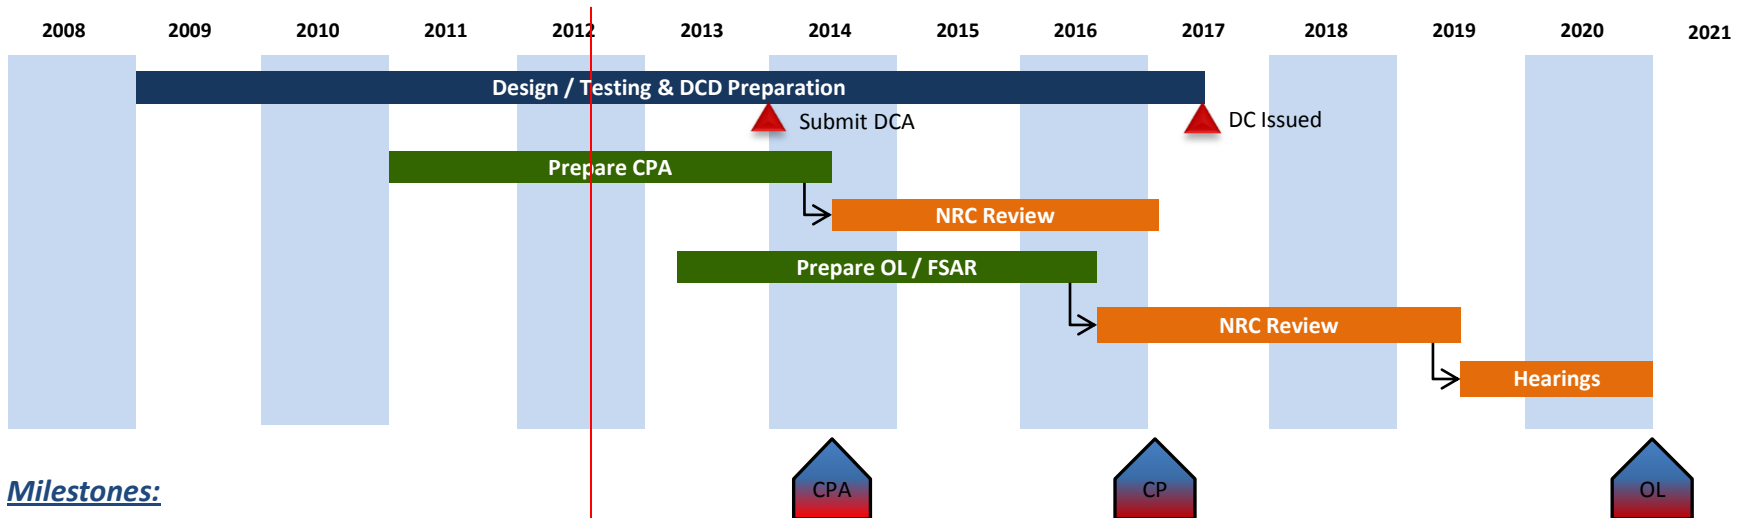 2008 2009 2010 2011 2012 2013 2014 2015 2016 2017 2018 2019 2020 2021
Design / Testing & DCD Preparation
Submit DCA
DC Issued
Prepare CPA
NRC Review
Prepare OL / FSAR
NRC Review
Hearings
Milestones:
CPA
CP
OL